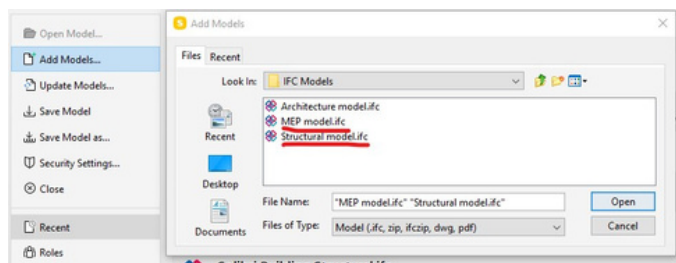 Open Model...
Add Models...
Update Models...
Save Model
Save Model as...
Security Settings...
Close
Recent
Roles
S Add Models
Files Recent
Look In: IFC Models
Architecture model.ifc
MEP model.ifc
Structural model.ifc
Recent
Desktop
Documents
File Name: "MEP model.ifc" "Structural model.ifc" Open
Files of Type: Model (.ifc, zip, ifczip, dwg, pdf) Cancel